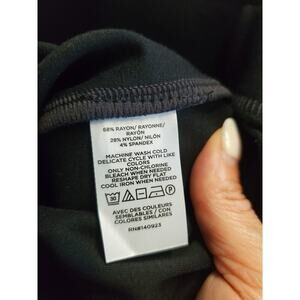 68% RAYON/ RAYONNE/
RAYÓN
28% NYLON/ NILÓN
4% SPANDEX
MACHINE WASH COLD
DELICATE CYCLE WITH LIKE
COLORS
ONLY NON-CHLORINE
BLEACH WHEN NEEDED
RESHAPE DRY FLAT
COOL IRON WHEN NEEDED
30
P
AVEC DES COULEURS
SEMBLABLES / CON
COLORES SIMILARES
RN#140923